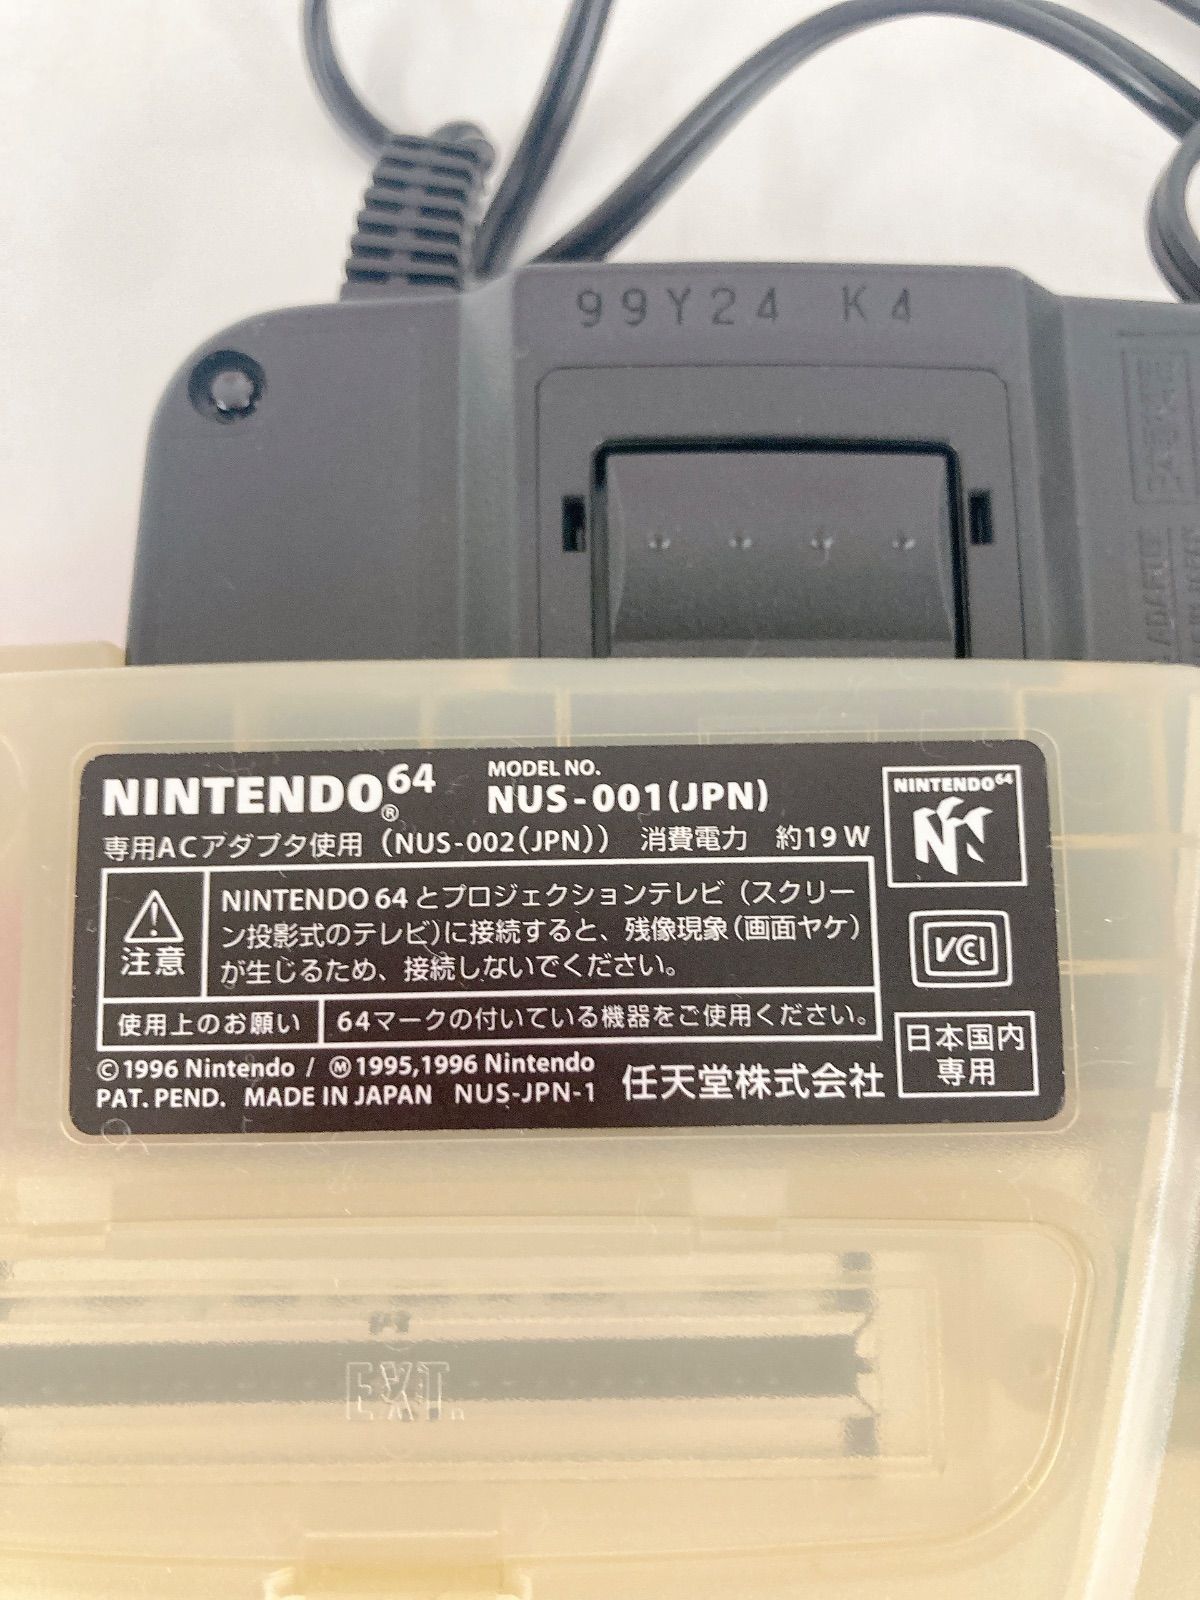 99Y24 K4
NINTENDO64®
MODEL NO.
NUS-001(JPN)
専用ACアダプタ使用（NUS-002(JPN)） 消費電力 約19W
NINTENDO64
注意
NINTENDO 64とプロジェクションテレビ（スクリー
ン投影式のテレビ)に接続すると、残像現象(画面ヤケ)
が生じるため、接続しないでください。
VCI
使用上のお願い
64マークの付いている機器をご使用ください。
日本国内
専用
©1996 Nintendo / Ⓜ1995,1996 Nintendo
PAT. PEND. MADE IN JAPAN NUS-JPN-1
任天堂株式会社
EXT.